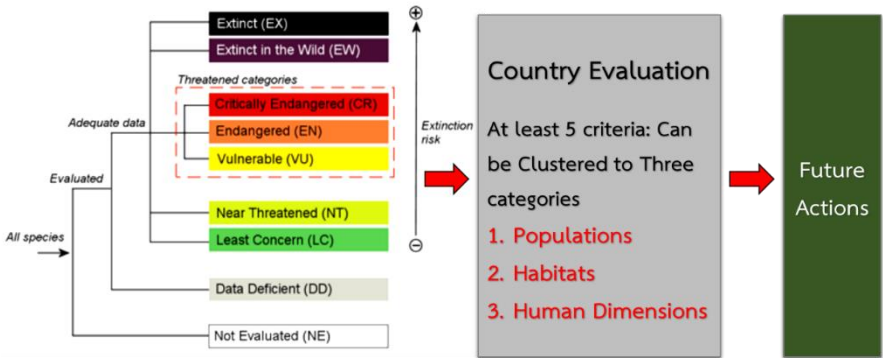 Extinct (EX)
Extinct in the Wild (EW)
Threatened categories
Critically Endangered (CR)
Adequate data
Endangered (EN)
Extinction
risk
Vulnerable (VU)
Evaluated
Near Threatened (NT)
All species
Least Concern (LC)
Data Deficient (DD)
Not Evaluated (NE)
Country Evaluation
At least 5 criteria: Can
be Clustered to Three
categories
1. Populations
2. Habitats
3. Human Dimensions
Future
Actions